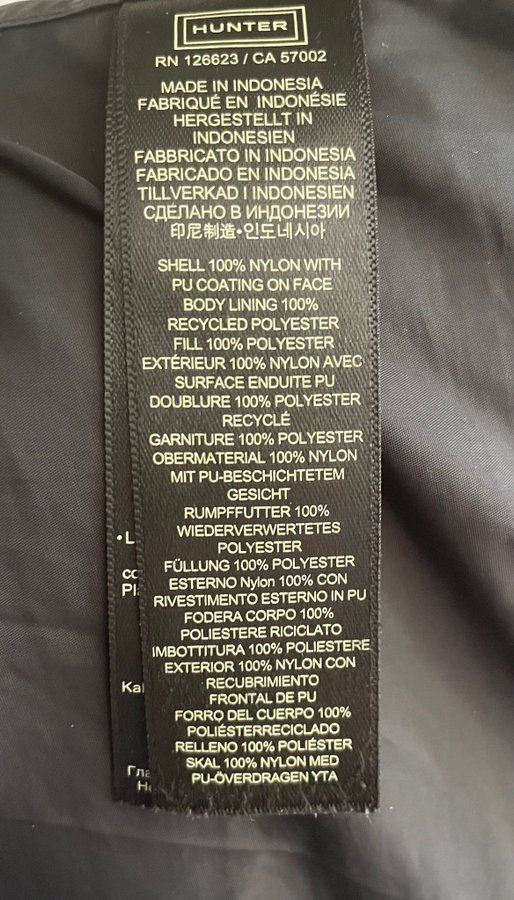 HUNTER
RN 126623 / CA 57002
MADE IN INDONESIA
FABRIQUÉ EN INDONÉSIE
HERGESTELLT IN
INDONESIEN
FABBRICATO IN INDONESIA
FABRICADO EN INDONESIA
TILLVERKAD I INDONESIEN
СДЕЛАНО В ИНДОНЕЗИИ
印尼制造•인도네시아
SHELL 100% NYLON WITH
PU COATING ON FACE
BODY LINING 100%
RECYCLED POLYESTER
FILL 100% POLYESTER
EXTÉRIEUR 100% NYLON AVEC
SURFACE ENDUITE PU
DOUBLURE 100% POLYESTER
RECYCLÉ
GARNITURE 100% POLYESTER
OBERMATERIAL 100% NYLON
MIT PU-BESCHICHTETEM
GESICHT
RUMPFFUTTER 100%
WIEDERVERWERTETES
POLYESTER
FÜLLUNG 100% POLYESTER
ESTERNO Nylon 100% CON
RIVESTIMENTO ESTERNO IN PU
FODERA CORPO 100%
POLIESTERE RICICLATO
IMBOTTITURA 100% POLIESTERE
EXTERIOR 100% NYLON CON
RECUBRIMIENTO
FRONTAL DE PU
FORRO DEL CUERPO 100%
POLIÉSTERRECICLADO
RELLENO 100% POLIÉSTER
SKAL 100% NYLON MED
PU-ÖVERDRAGEN YTA